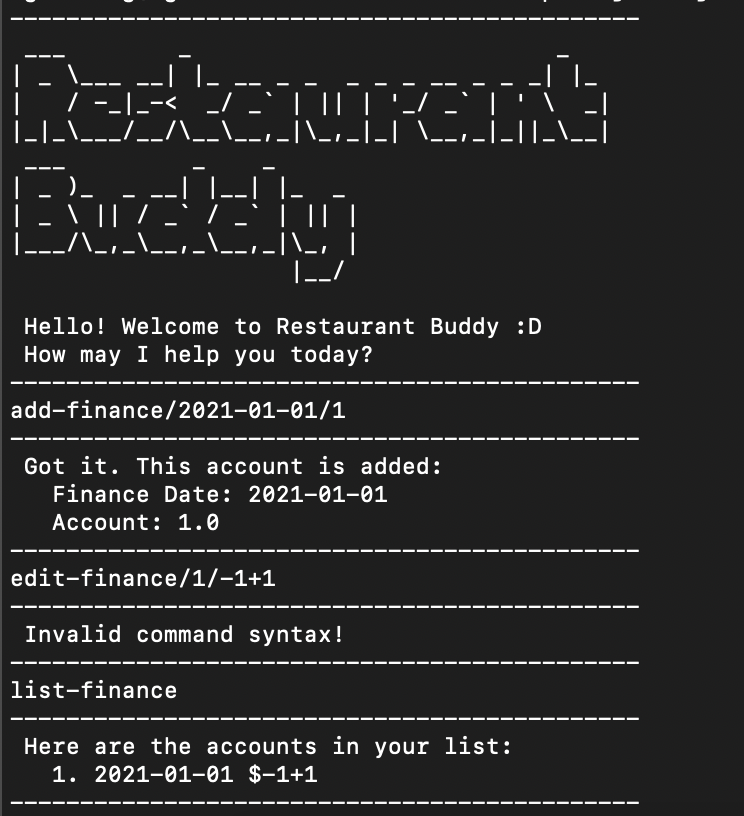 Restaurant
Buddy
Hello! Welcome to Restaurant Buddy :D
How may I help you today?
add-finance/2021-01-01/1
Got it. This account is added:
Finance Date: 2021-01-01
Account: 1.0
edit-finance/1/-1+1
Invalid command syntax!
list-finance
Here are the accounts in your list:
1. 2021-01-01 $-1+1